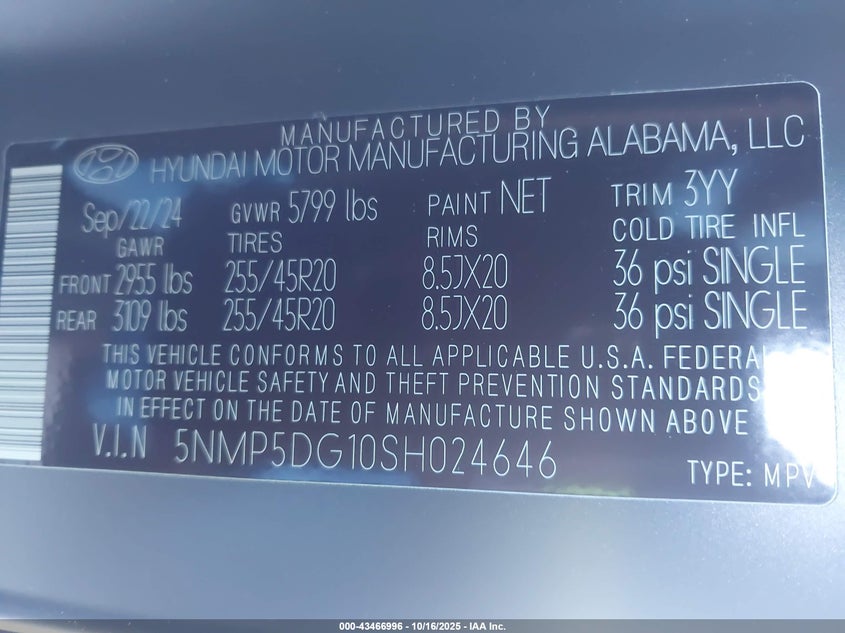 MANUFACTURED BY
HYUNDAI MOTOR MANUFACTURING ALABAMA, LLC
Sep/22/24 GVWR 5799 lbs PAINT NET TRIM 3YY
GAWR TIRES RIMS COLD TIRE INFL
FRONT 2955 lbs 255/45R20 8.5JX20 36 psi SINGLE
REAR 3109 lbs 255/45R20 8.5JX20 36 psi SINGLE
THIS VEHICLE CONFORMS TO ALL APPLICABLE U.S.A. FEDERAL
MOTOR VEHICLE SAFETY AND THEFT PREVENTION STANDARDS
IN EFFECT ON THE DATE OF MANUFACTURE SHOWN ABOVE
V.I.N 5NMP5DG10SH024646
TYPE: MPV
000-43466996 - 10/16/2025 - IAA Inc.